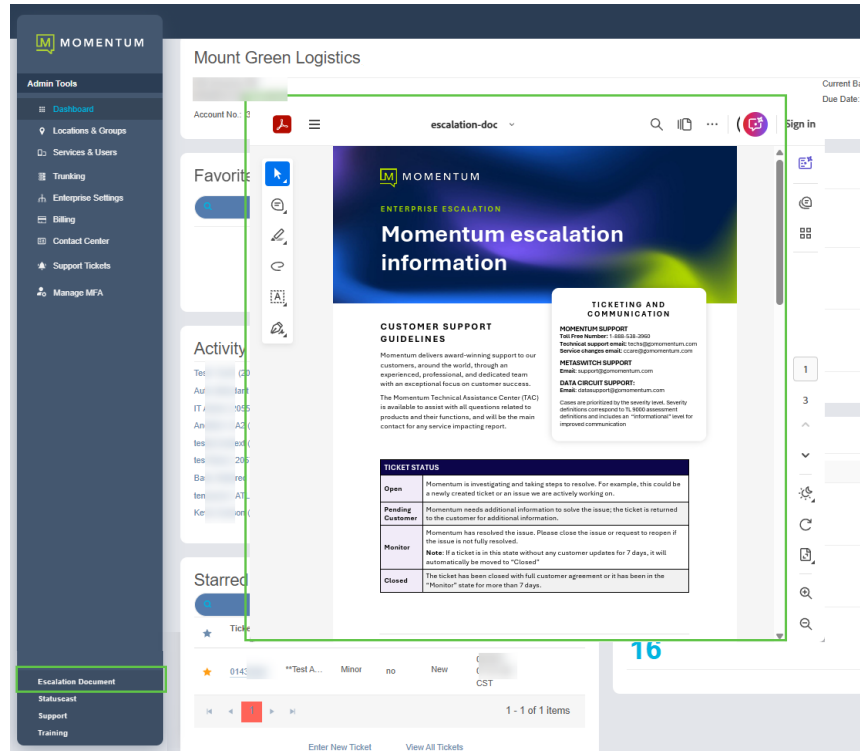 MOMENTUM
Admin Tools
Dashboard
Locations & Groups
Services & Users
Trunking
Enterprise Settings
Billing
Contact Center
Support Tickets
Manage MFA
Escalation Document
Statuscast
Support
Training
Mount Green Logistics
Current Ba
Due Date:
Account No.:
Favorite
Activity
Starred
Ticke
0143
**Test A...
Minor
no
New
CST
1
1 - 1 of 1 items
Enter New Ticket
View All Tickets
16
escalation-doc
Sign in
MOMENTUM
ENTERPRISE ESCALATION
Momentum escalation
information
CUSTOMER SUPPORT
GUIDELINES
Momentum delivers award-winning support to our
customers, around the world, through an
experienced, professional, and dedicated team
with an exceptional focus on customer success.
The Momentum Technical Assistance Center (TAC)
is available to assist with all questions related to
products and their functions, and will be the main
contact for any service impacting report.
TICKETING AND
COMMUNICATION
MOMENTUM SUPPORT
Toll Free Number: 1-888-538-3960
Technical support email: techs@gomomentum.com
Service changes email: ccare@gomomentum.com
METASWITCH SUPPORT
Email: support@gomomentum.com
DATA CIRCUIT SUPPORT:
Email: datasupport@gomomentum.com
Cases are prioritized by the severity level. Severity
definitions correspond to TL 9000 assessment
definitions and includes an “informational” level for
improved communication
TICKET STATUS
Open
Momentum is investigating and taking steps to resolve. For example, this could be
a newly created ticket or an issue we are actively working on.
Pending
Customer
Momentum needs additional information to solve the issue; the ticket is returned
to the customer for additional information.
Monitor
Momentum has resolved the issue. Please close the issue or request to reopen if
the issue is not fully resolved.
Note: If a ticket is in this state without any customer updates for 7 days, it will
automatically be moved to “Closed”
Closed
The ticket has been closed with full customer agreement or it has been in the
“Monitor” state for more than 7 days.
1
3